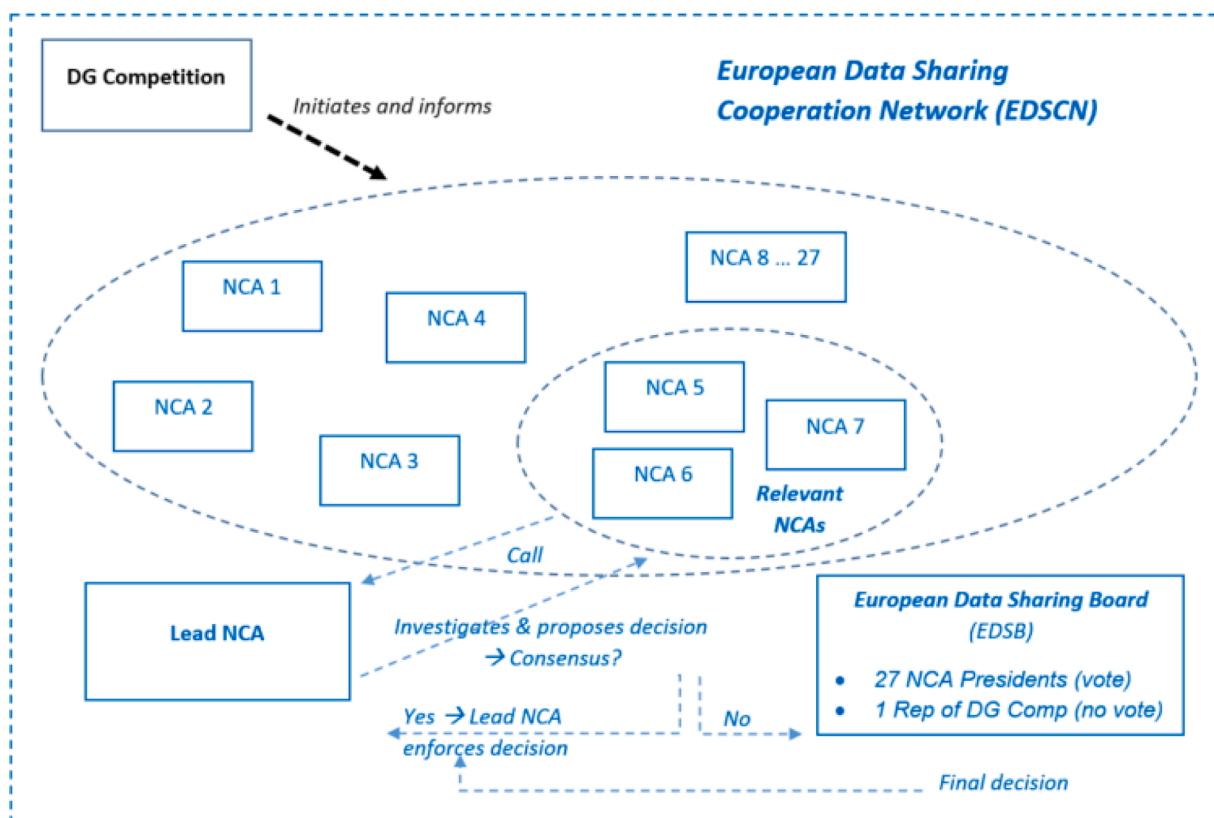 DG Competition
Initiates and informs
European Data Sharing
Cooperation Network (EDSCN)
NCA 1
NCA 4
NCA 8 ... 27
NCA 2
NCA 3
NCA 5
NCA 7
NCA 6
Relevant
NCAs
Call
Lead NCA
Investigates & proposes decision
→ Consensus?
Yes → Lead NCA
enforces decision
No
European Data Sharing Board
(EDSB)
• 27 NCA Presidents (vote)
• 1 Rep of DG Comp (no vote)
Final decision